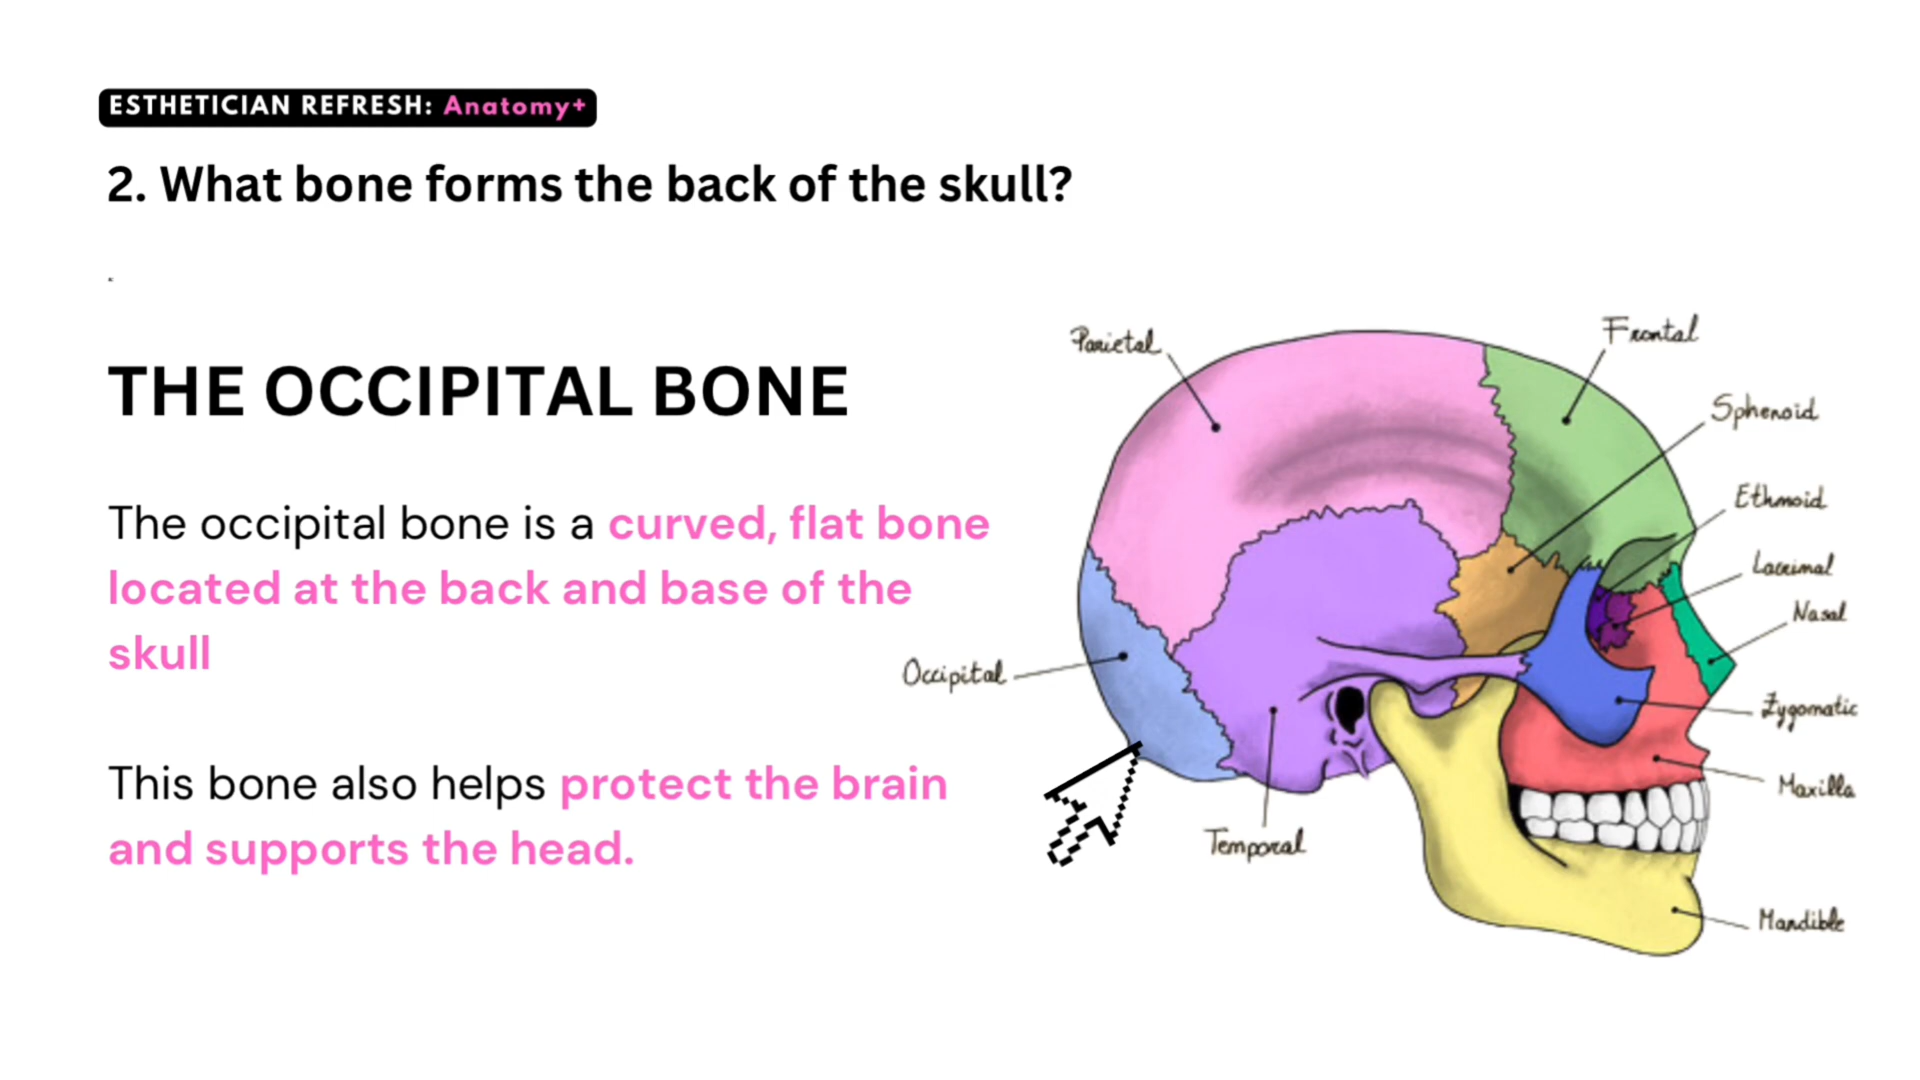 ESTHETICIAN REFRESH: Anatomy+
2. What bone forms the back of the skull?
THE OCCIPITAL BONE
The occipital bone is a curved, flat bone
located at the back and base of the
skull
This bone also helps protect the brain
and supports the head.
Parietal
Frontal
Sphenoid
Ethmoid
Lacrimal
Nasal
Occipital
Zygomatic
Maxilla
Temporal
Mandible